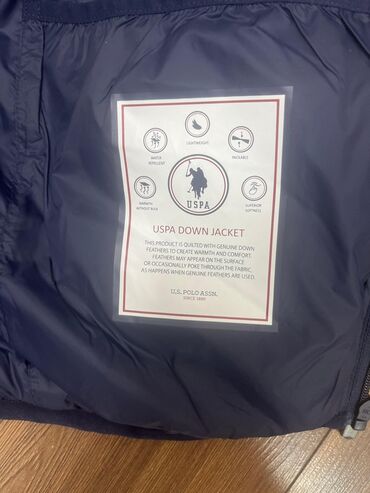 LIGHTWEIGHT
WATER
REPELLENT
PACKABLE
WARMTH
WITHOUT BULK
USPA
SUPERIOR
SOFTNESS
USPA DOWN JACKET
THIS PRODUCT IS QUILTED WITH GENUINE DOWN
FEATHERS TO CREATE WARMTH AND COMFORT.
FEATHERS MAY APPEAR ON THE SURFACE
OR OCCASIONALLY POKE THROUGH THE FABRIC
AS HAPPENS WHEN GENUINE FEATHERS ARE USED.
U.S. POLO ASSN.
SINCE 1890